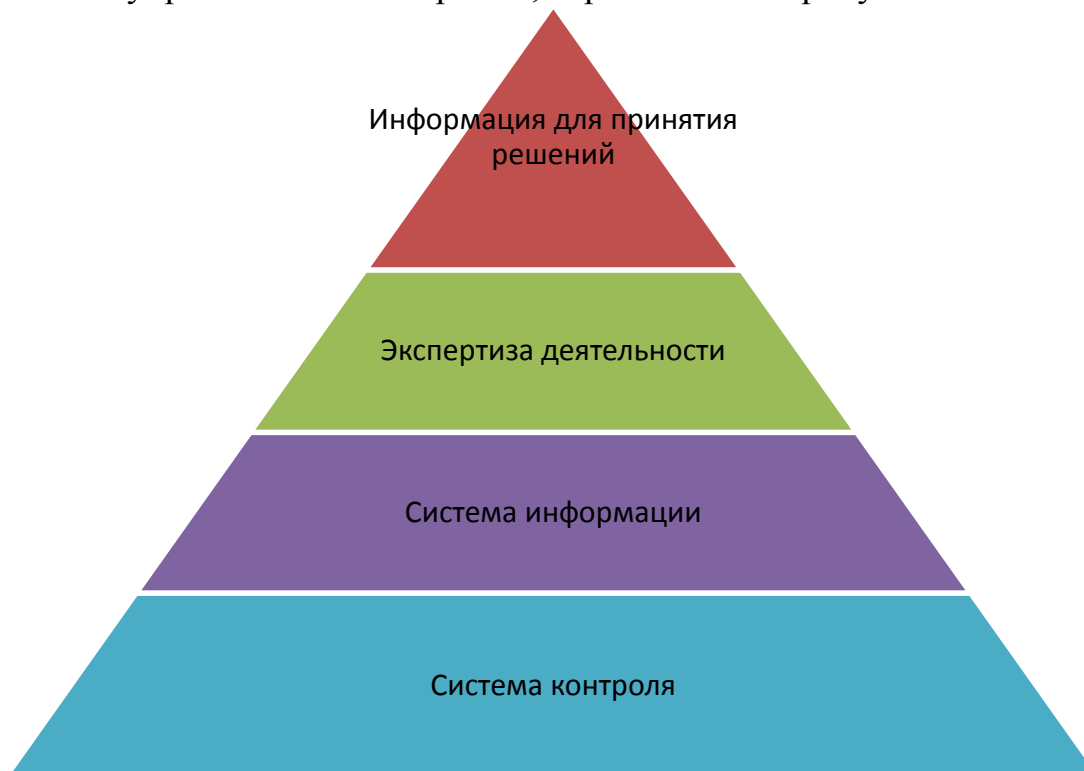 Информация для принятия
решений
Экспертиза деятельности
Система информации
Система контроля